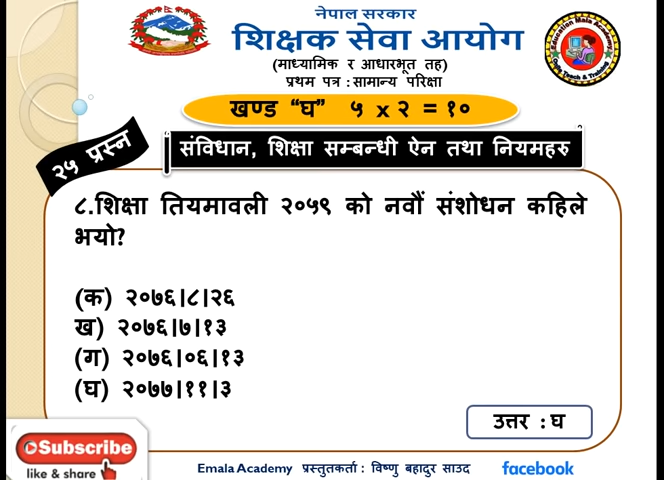 नेपाल सरकार
शिक्षक सेवा आयोग
(माध्यामिक र आधारभूत तह)
प्रथम पत्र : सामान्य परिक्षा
खण्ड “घ” ५ x २ = १०
२५ प्रस्न
संविधान, शिक्षा सम्बन्धी ऐन तथा नियमहरु
८.शिक्षा तियमावली २०५९ को नवौं संशोधन कहिले
भयो?
(क) २०७६|८|२६
ख) २०७६|७|१३
(ग) २०७६|०६|१३
(घ) २०७७|११|३
उत्तर : घ
Subscribe
like & share
Emala Academy प्रस्तुतकर्ता : विष्णु बहादुर साउद
facebook